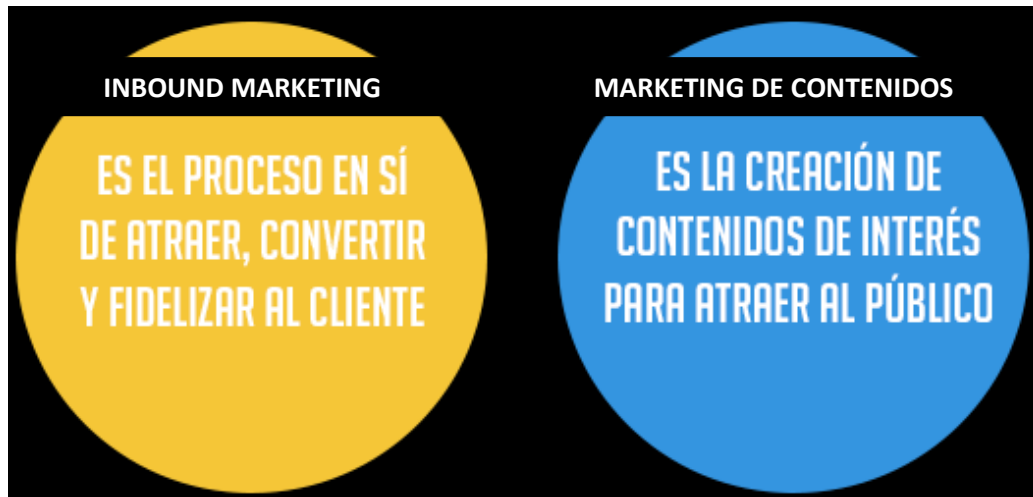 INBOUND MARKETING
ES EL PROCESO EN SÍ
DE ATRAER, CONVERTIR
Y FIDELIZAR AL CLIENTE
MARKETING DE CONTENIDOS
ES LA CREACIÓN DE
CONTENIDOS DE INTERÉS
PARA ATRAER AL PÚBLICO